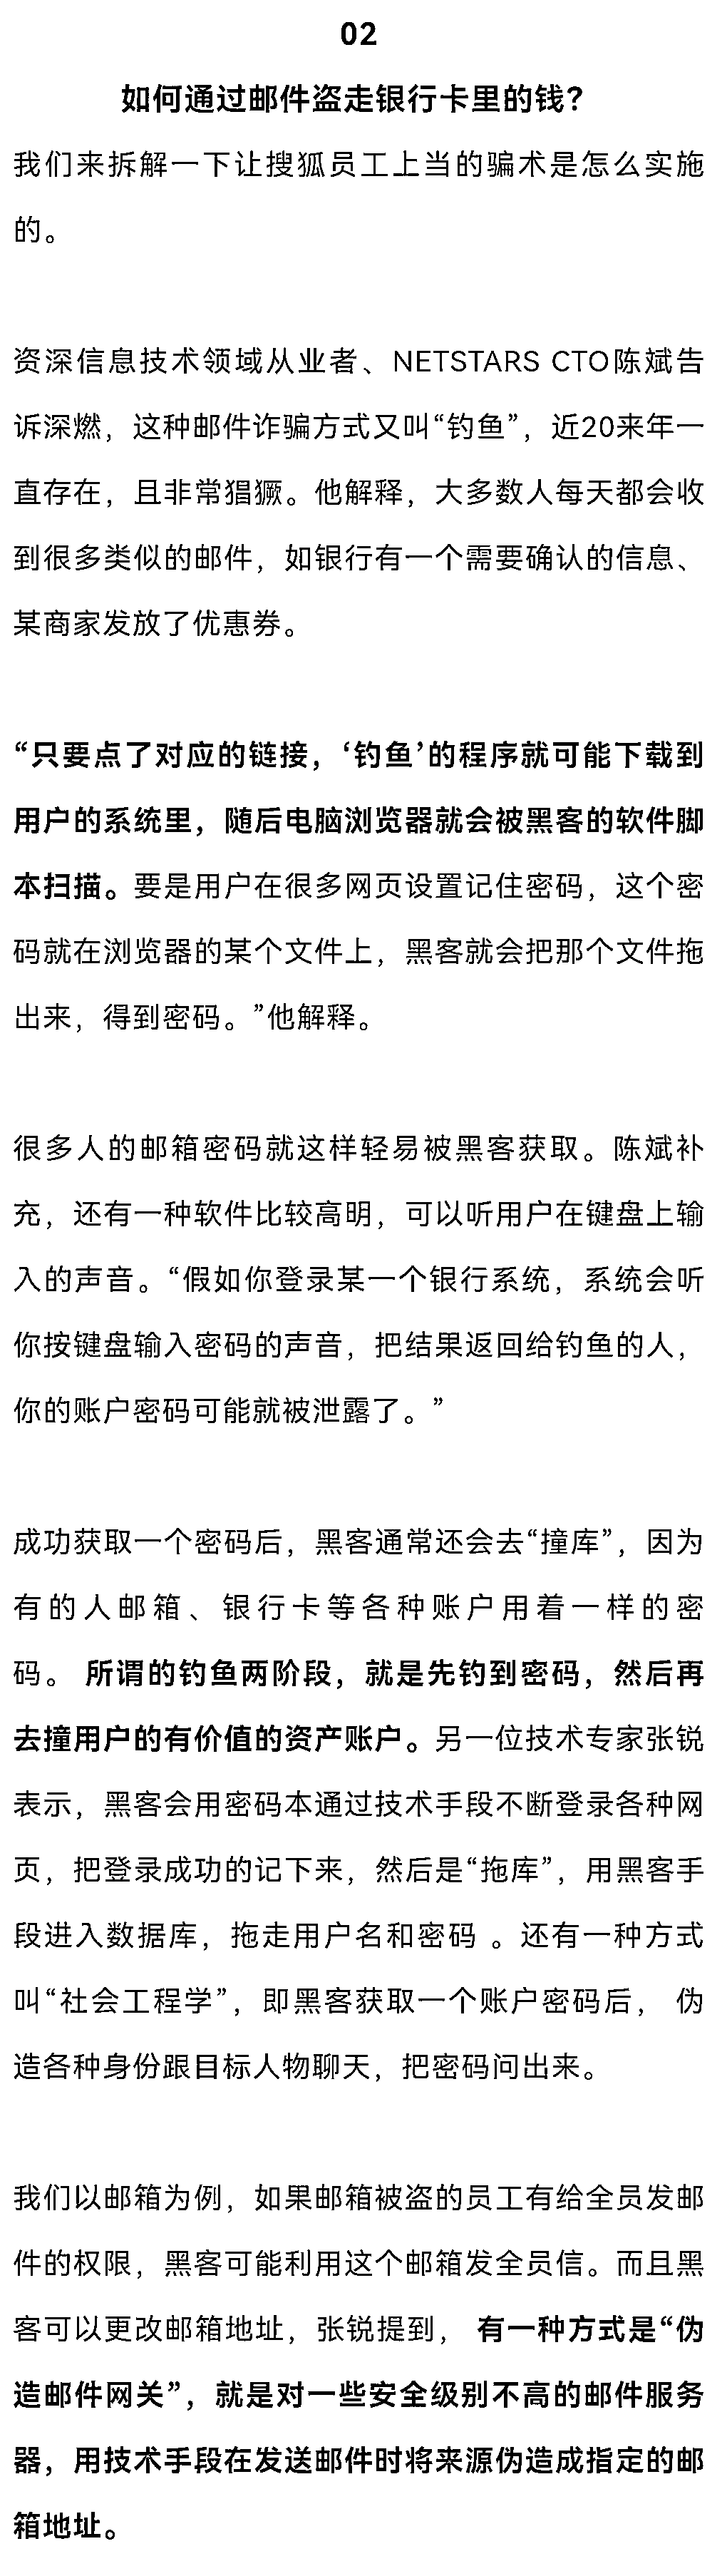 02
如何通过邮件盗走银行卡里的钱？
我们来拆解一下让搜狐员工上当的骗术是怎么实施
的。
资深信息技术领域从业者、NETSTARS CTO陈斌告
诉深燃，这种邮件诈骗方式又叫“钓鱼”，近20来年一
直存在，且非常猖獗。他解释，大多数人每天都会收
到很多类似的邮件，如银行有一个需要确认的信息、
某商家发放了优惠券。
“只要点了对应的链接，‘钓鱼’的程序就可能下载到
用户的系统里，随后电脑浏览器就会被黑客的软件脚
本扫描。要是用户在很多网页设置记住密码，这个密
码就在浏览器的某个文件上，黑客就会把那个文件拖
出来，得到密码。”他解释。
很多人的邮箱密码就这样轻易被黑客获取。陈斌补
充，还有一种软件比较高明，可以听用户在键盘上输
入的声音。“假如你登录某一个银行系统，系统会听
你按键盘输入密码的声音，把结果返回给钓鱼的人，
你的账户密码可能就被泄露了。”
成功获取一个密码后，黑客通常还会去“撞库”，因为
有的人邮箱、银行卡等各种账户用着一样的密
码。 所谓的钓鱼两阶段，就是先钓到密码，然后再
去撞用户的有价值的资产账户。另一位技术专家张锐
表示，黑客会用密码本通过技术手段不断登录各种网
页，把登录成功的记下来，然后是“拖库”，用黑客手
段进入数据库，拖走用户名和密码 。还有一种方式
叫“社会工程学”，即黑客获取一个账户密码后， 伪
造各种身份跟目标人物聊天，把密码问出来。
我们以邮箱为例，如果邮箱被盗的员工有给全员发邮
件的权限，黑客可能利用这个邮箱发全员信。而且黑
客可以更改邮箱地址，张锐提到， 有一种方式是“伪
造邮件网关”，就是对一些安全级别不高的邮件服务
器，用技术手段在发送邮件时将来源伪造成指定的邮
箱地址。